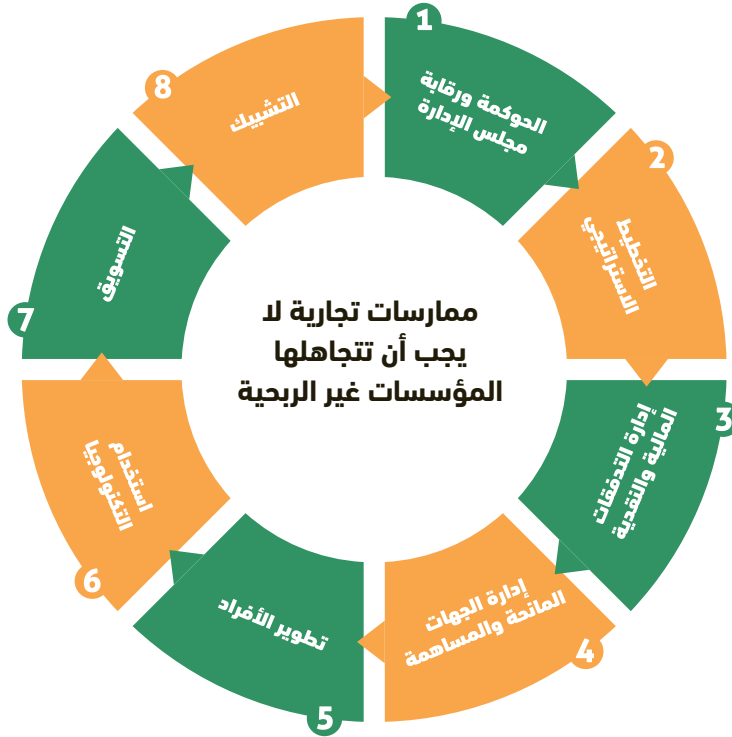 ممارسات تجارية لا
يجب أن تتجاهلها
المؤسسات غير الربحية
1
الحوكمة ورقابة
مجلس الإدارة
2
التخطيط
الاستراتيجي
3
إدارة التدفقات
المالية والنقدية
4
إدارة الجهات
المانحة والمساهمة
5
تطوير الأفراد
6
استخدام
التكنولوجيا
7
التسويق
8
التشبيك